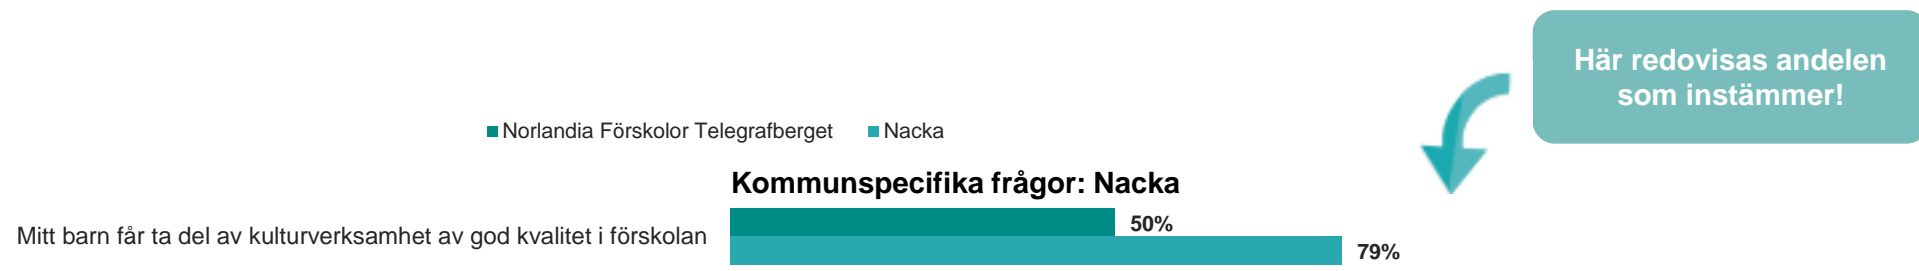 Här redovisas andelen
som instämmer!
Norlandia Förskolor Telegrafberget
Nacka
Kommunspecifika frågor: Nacka
Mitt barn får ta del av kulturverksamhet av god kvalitet i förskolan
50%
79%